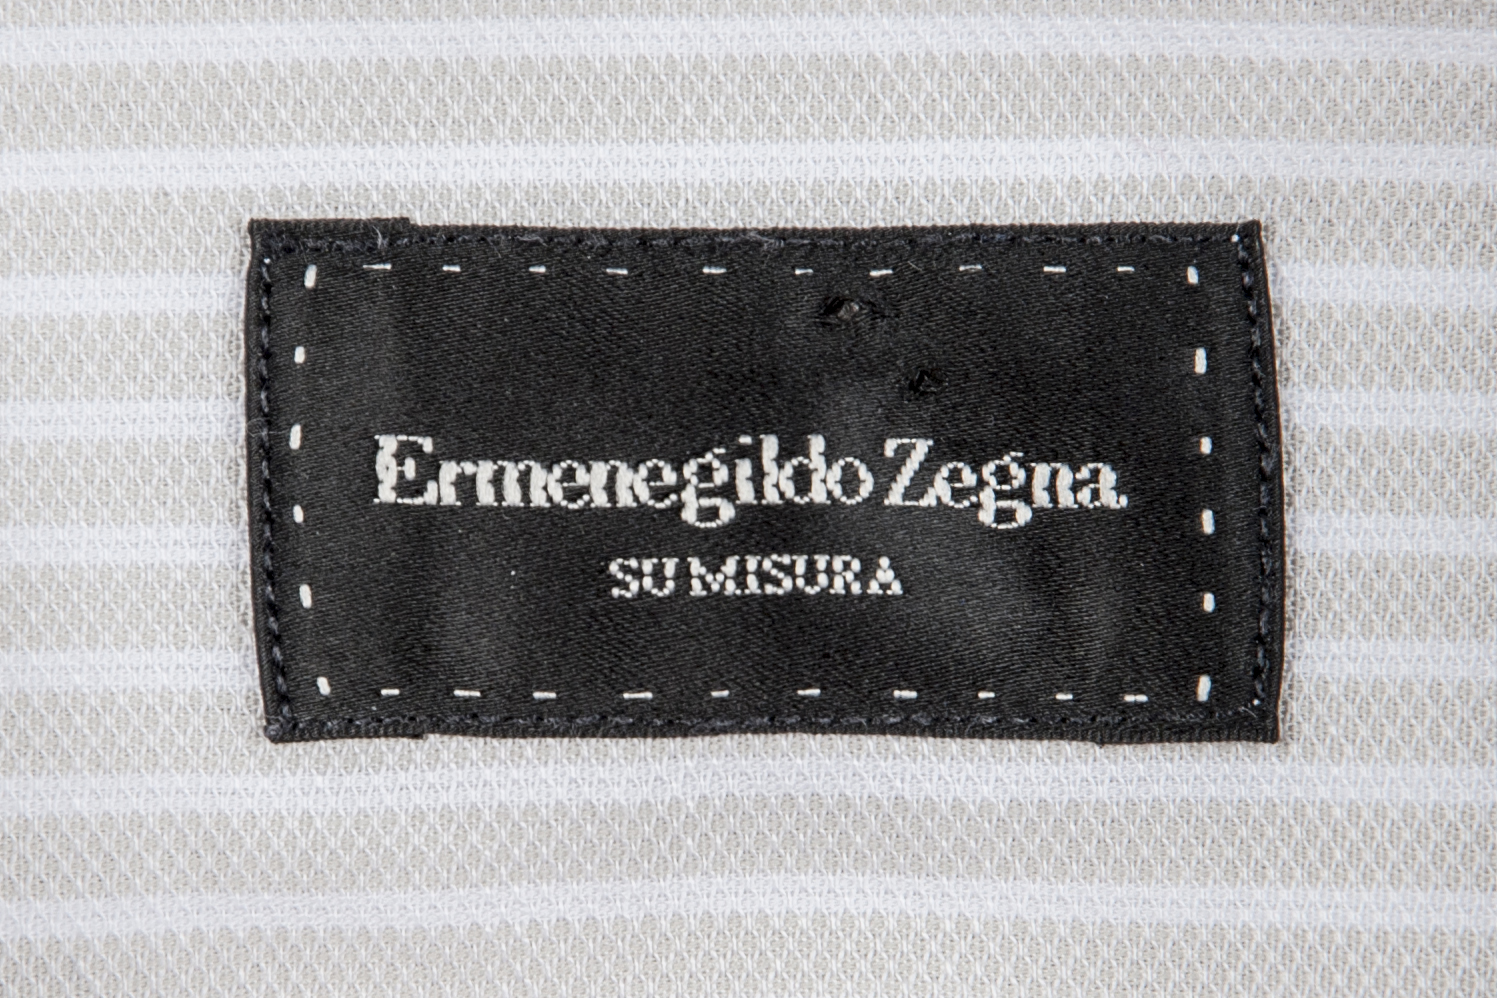 Ermenegildo Zegna
SU MISURA